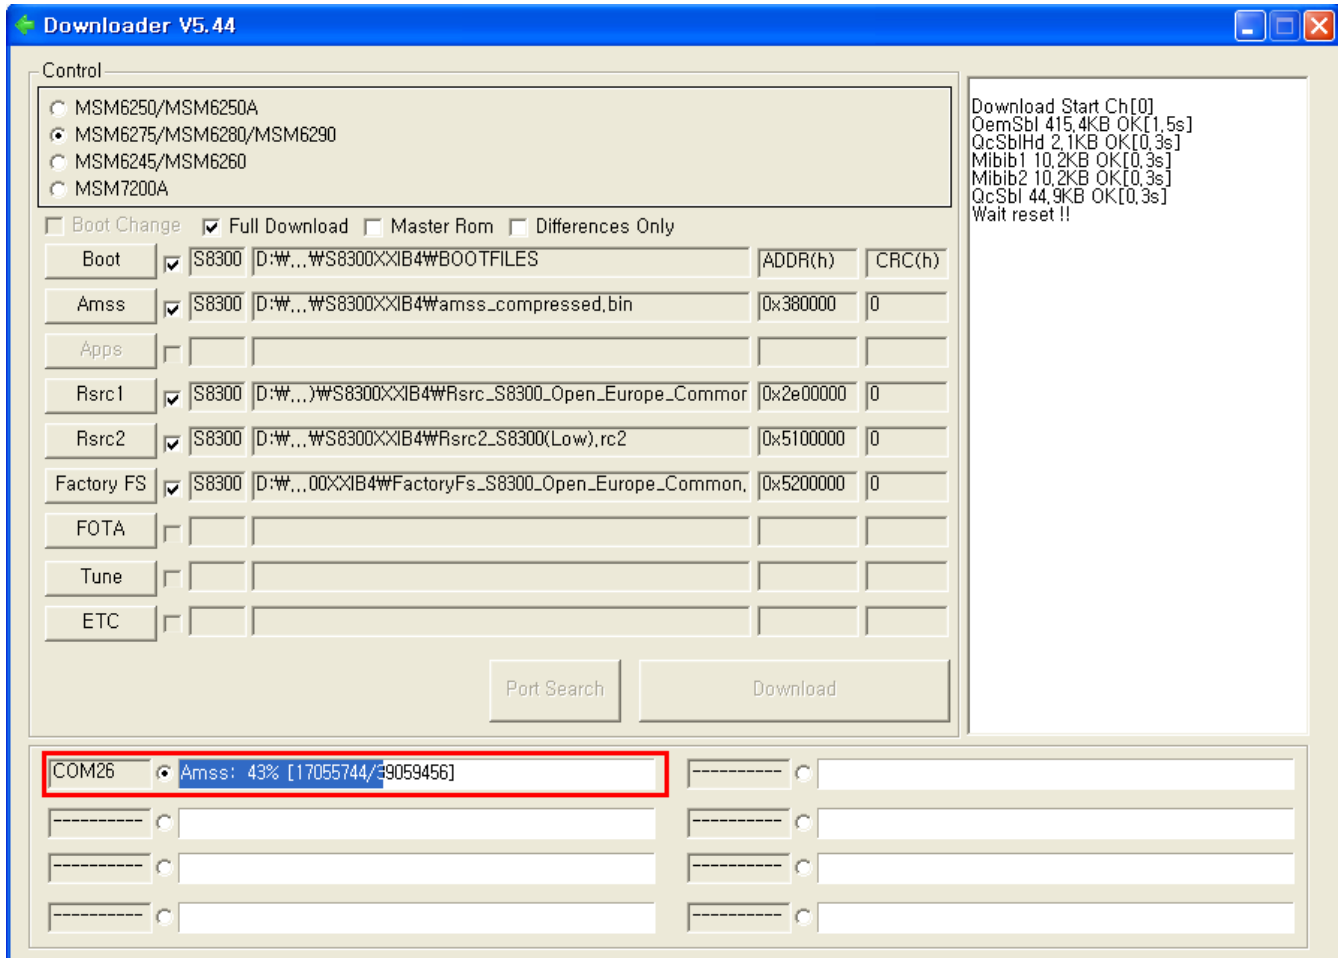 Downloader V5.44
Control
MSM6250/MSM6250A
MSM6275/MSM6280/MSM6290
MSM6245/MSM6260
MSM7200A
Boot Change Full Download Master Rom Differences Only
Boot S8300 D:₩...₩S8300XXIB4₩BOOTFILES ADDR(h) CRC(h)
Amss S8300 D:₩...₩S8300XXIB4₩amss_compressed.bin 0x380000 0
Apps
Rsrc1 S8300 D:₩...)₩S8300XXIB4₩Rsrc_S8300_Open_Europe_Common 0x2e00000 0
Rsrc2 S8300 D:₩...₩S8300XXIB4₩Rsrc2_S8300(Low).rc2 0x5100000 0
Factory FS S8300 D:₩...00XXIB4₩FactoryFs_S8300_Open_Europe_Common. 0x5200000 0
FOTA
Tune
ETC
Port Search Download
Download Start Ch[0]
OemSbl 415.4KB OK[1.5s]
QcSblHd 2.1KB OK[0.3s]
Mibib1 10.2KB OK[0.3s]
Mibib2 10.2KB OK[0.3s]
QcSbl 44.9KB OK[0.3s]
Wait reset !!
COM26 Amss: 43% [17055744/39059456] ----------
---------- ----------
---------- ----------
---------- ----------